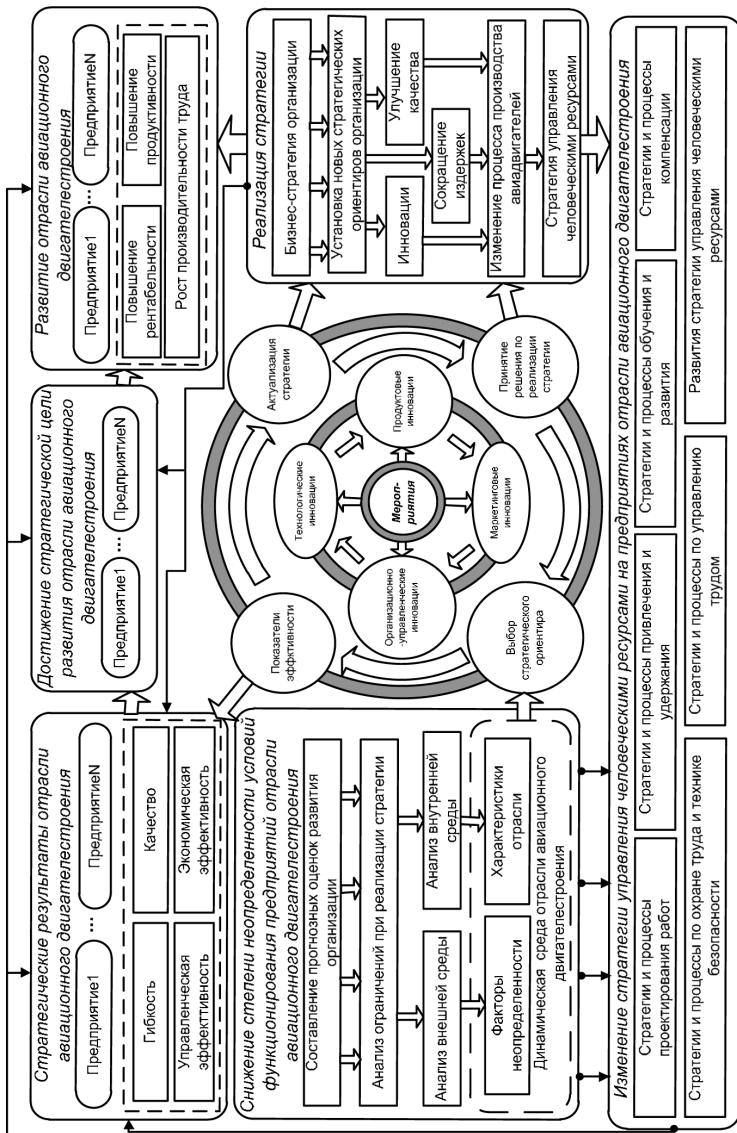 Стратегические результаты отрасли
авиационного двигателестроения
Предприятие1
...
ПредприятиеN
Гибкость
Качество
Управленческая
эффекттивность
Экономическая
эффективность
Достижение стратегической цели
развития отрасли авиационного
двигателестроения
Предприятие1
...
ПредприятиеN
Развитие отрасли авиационного
двигателестроения
Предприятие1
....
ПредприятиеN
Повышение
рентабельности
Повышение
продуктивности
Рост производительности труда
Снижение степени неопределенности условий
функционирования предприятий отрасли
авиационного двигателестроения
Составление прогнозных оценок развития
организации
Анализ ограничений при реализации стратегии
Анализ внешней среды
Анализ внутренней
среды
Факторы
неопределенности
Характеристики
отрасли
Динамическая среда отрасли авиационного
двигателестроения
Показатели
эффктивности
Актуализация
стратегии
Технологические
инновации
Продуктовые
инновации
Организационно
-управленческие
инновации
Мероп-
риятия
Маркетинговые
инновации
Выбор
стратегического
ориентира
Принятие
решения по
реализации
стратегии
Реализация стратегии
Бизнес-стратегия организации
Установка новых стратегических
ориентиров организации
Инновации
Улучшение
качества
Сокращение
издержек
Изменение процесса производства
авиадвигателей
Стратегия управления
человеческими ресурсами
Изменение стратегии управления человеческими ресурсами на предприятиях отрасли авиационного двигателестроения
Стратегии и процессы
проектирования работ
Стратегии и процессы привлечения и
удержания
Стратегии и процессы обучения и
развития
Стратегии и процессы
компенсации
Стратегии и процессы по охране труда и технике
безопасности
Стратегии и процессы по управлению
трудом
Развития стратегии управления человеческими
ресурсами